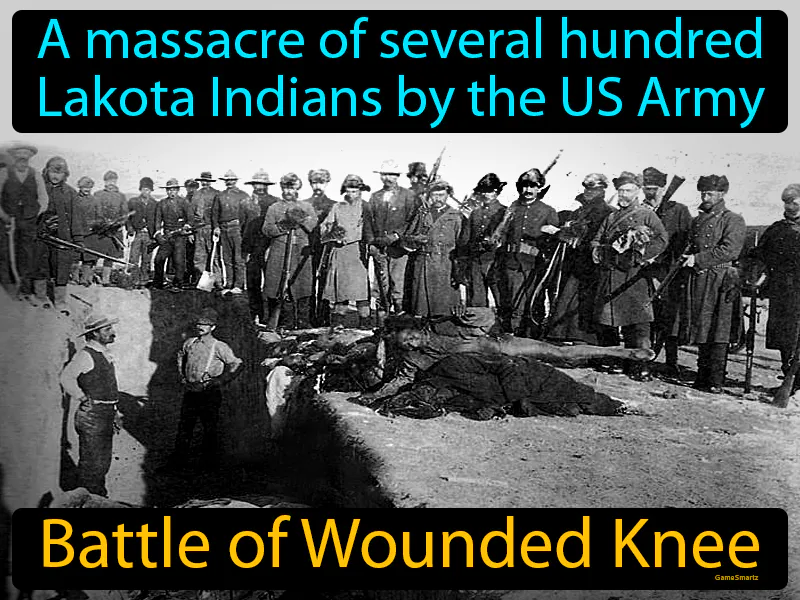 A massacre of several hundred
Lakota Indians by the US Army
Battle of Wounded Knee
GameSmartz